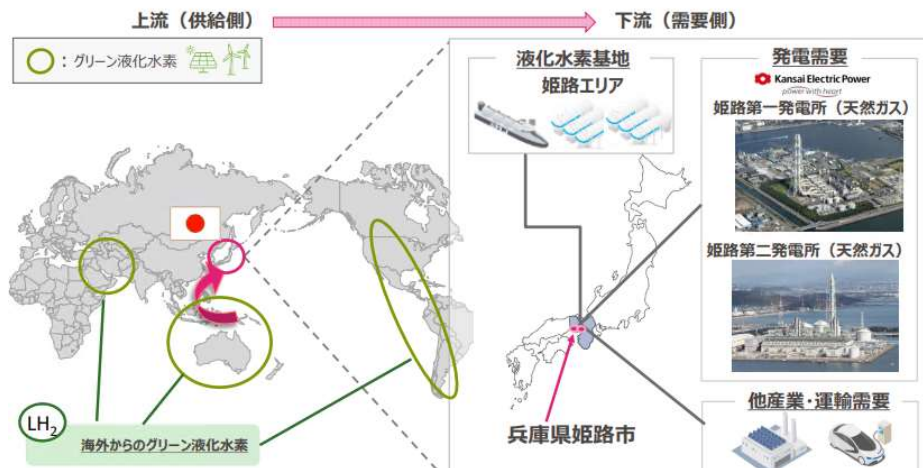 上流（供給側）
下流（需要側）
：グリーン液化水素
液化水素基地
姫路エリア
発電需要
Kansai Electric Power
power with heart
姫路第一発電所（天然ガス）
姫路第二発電所（天然ガス）
兵庫県姫路市
他産業・運輸需要
LH2
海外からのグリーン液化水素